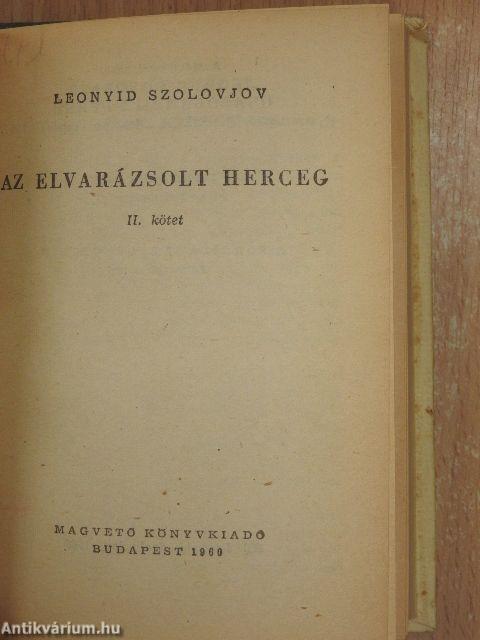 LEONYID SZOLOVJOV
AZ ELVARÁZSOLT HERCEG
II. kötet
MAGVETŐ KÖNYVKIADÓ
BUDAPEST 1960
Antikvárium.hu